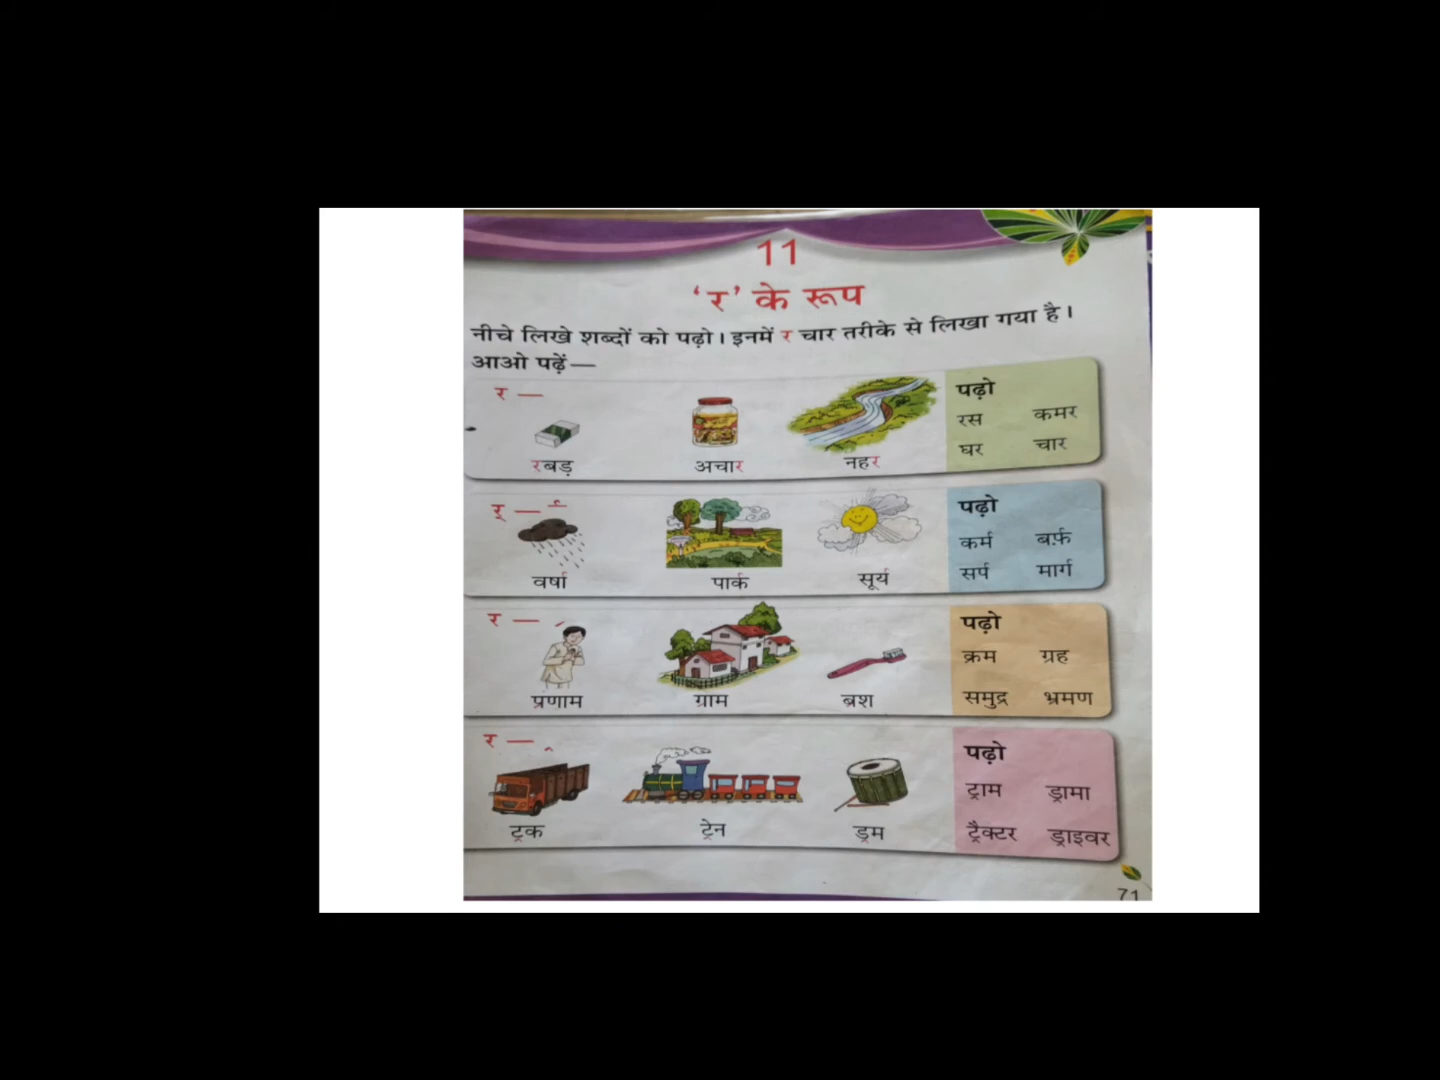 11
‘र’ के रूप
नीचे लिखे शब्दों को पढ़ो। इनमें र चार तरीके से लिखा गया है।
आओ पढ़ें—
र —
रबड़ अचार नहर
पढ़ो
रस कमर
घर चार
र् — र्
वर्षा पार्क सूर्य
पढ़ो
कर्म बर्फ़
सर्प मार्ग
र — ्र
प्रणाम ग्राम ब्रश
पढ़ो
क्रम ग्रह
समुद्र भ्रमण
र — ्र
ट्रक ट्रेन ड्रम
पढ़ो
ट्राम ड्रामा
ट्रैक्टर ड्राइवर
71